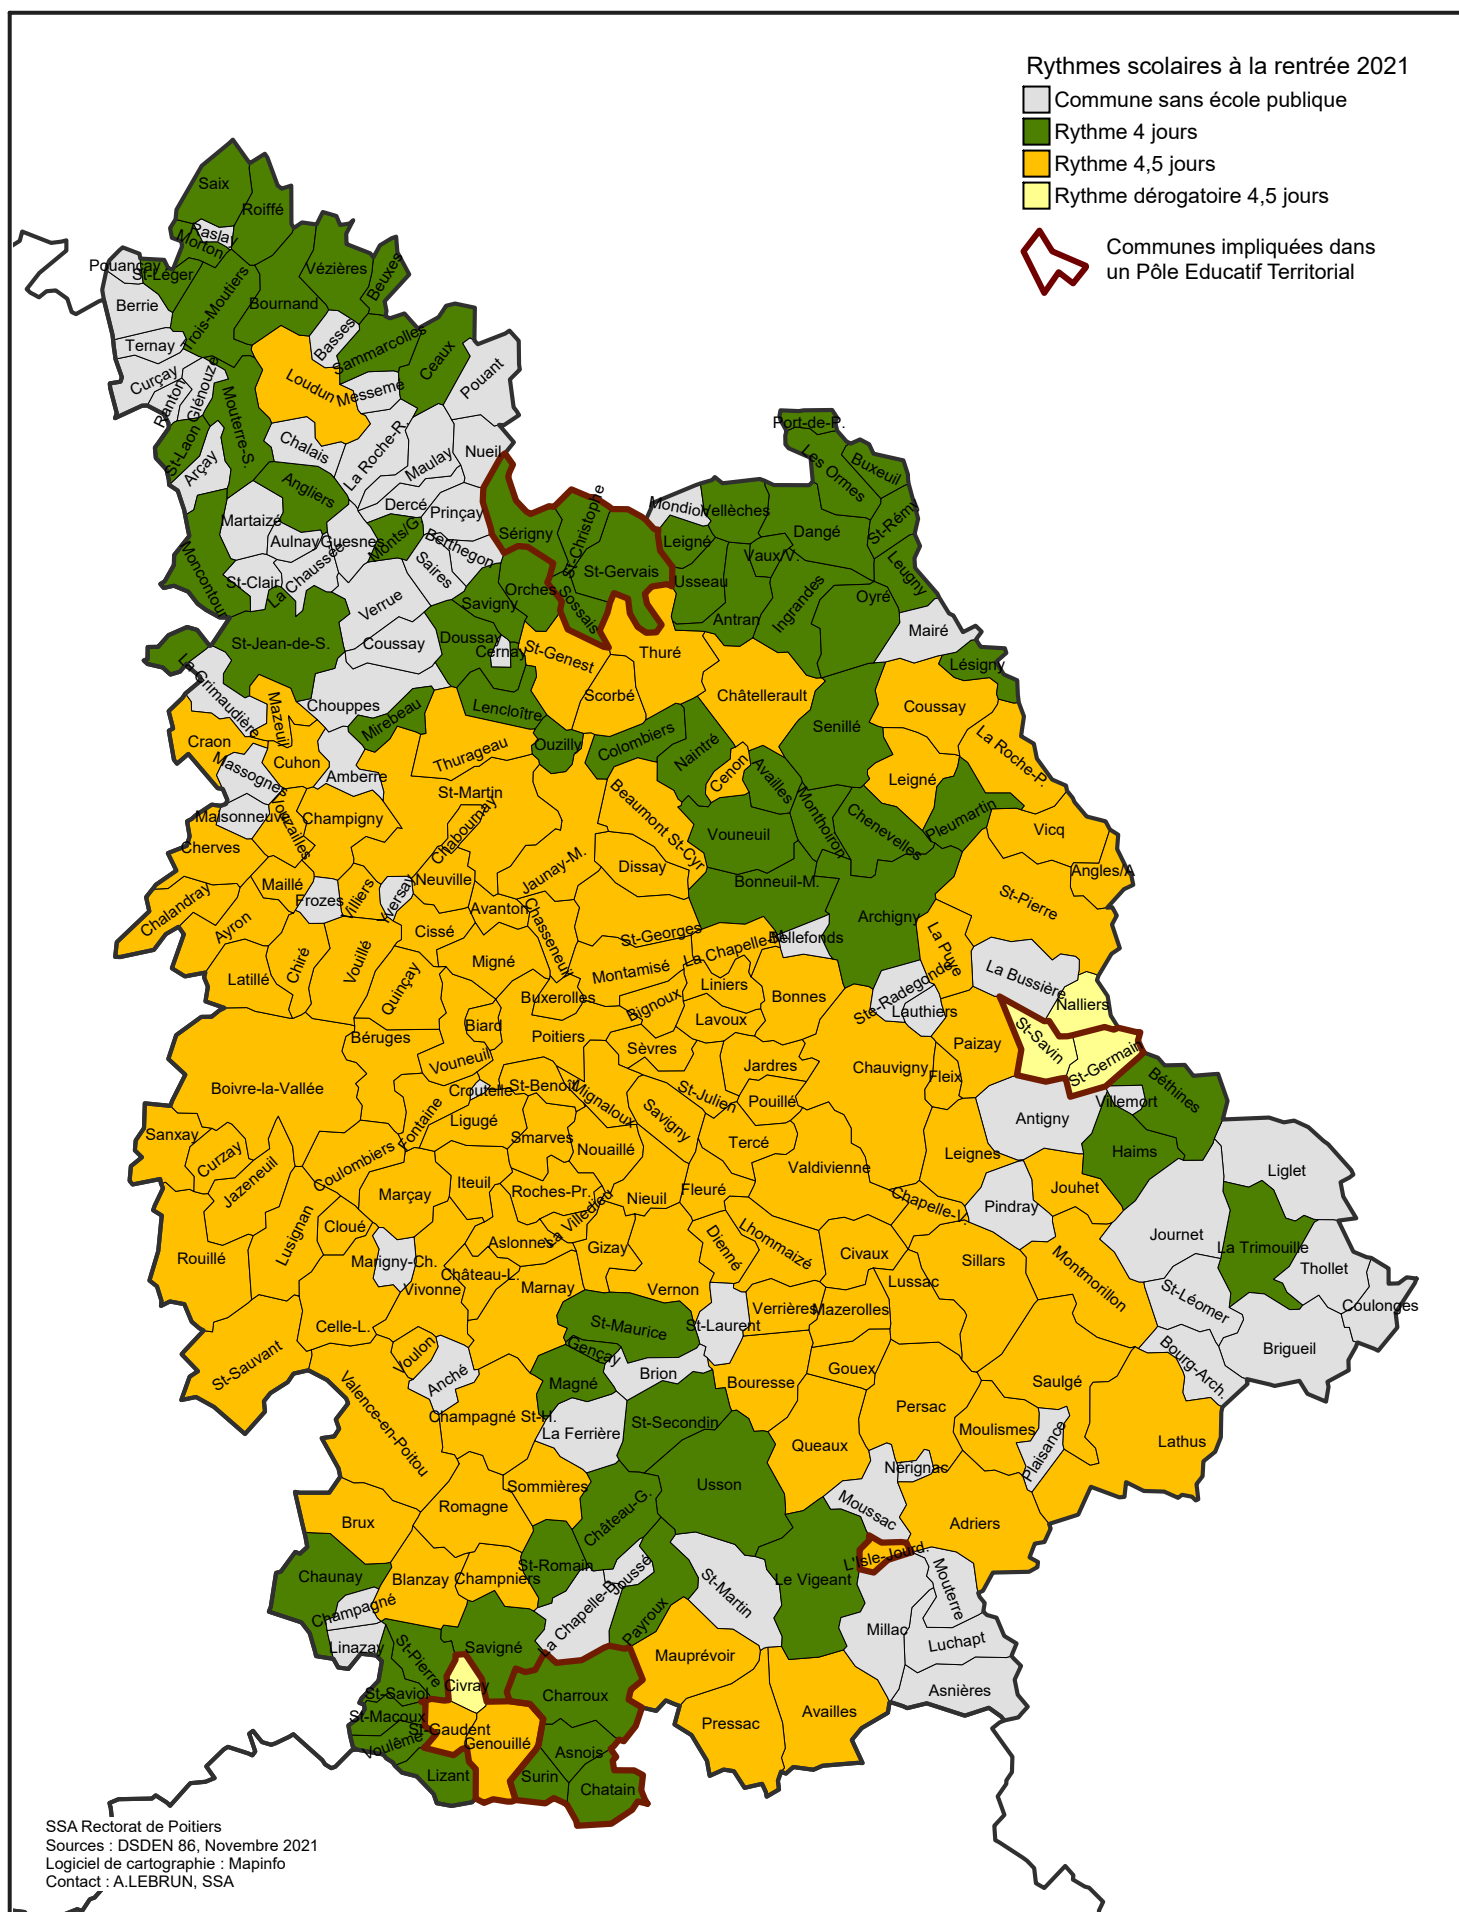 Rythmes scolaires à la rentrée 2021
Commune sans école publique
Rythme 4 jours
Rythme 4,5 jours
Rythme dérogatoire 4,5 jours
Communes impliquées dans
un Pôle Educatif Territorial
Saix
Roiffé
Raslay
Morton
Pouançay
St-Léger
Vézières
Beuxes
Berrie
Trois-Moutiers
Bournand
Ternay
Basses
Sammarcolles
Ceaux
Pouant
Curçay
Ranton
Glénouze
Loudun
Messeme
Mouterre-S.
St-Laon
Arçay
Chalais
La Roche-R.
Maulay
Nueil
Port-de-P.
Les Ormes
Buxeuil
Angliers
Dercé
Prinçay
Martaizé
Aulnay
Guesnes
Monts/G.
Berthegon
Sérigny
St-Christophe
Mondion
Vellèches
Dangé
St-Rémy
Leigné
Vaux/V.
Moncontour
St-Clair
La Chaussée
Saires
St-Gervais
Usseau
Leugny
Verrue
Savigny
Orches
Sossais
Antran
Ingrandes
Oyré
Mairé
St-Jean-de-S.
Coussay
Doussay
Cernay
St-Genest
Thuré
Lésigny
La Grimaudière
Mazeuil
Chouppes
Mirebeau
Lencloître
Scorbé
Châtellerault
Coussay
Senillé
Craon
Cuhon
Amberre
Thurageau
Ouzilly
Colombiers
Naintré
Cenon
Availles
Leigné
La Roche-P.
Massognes
St-Martin
Beaumont St-Cyr
Monthoiron
Chenevelles
Pleumartin
Maisonneuve
Vouzailles
Champigny
Chabournay
Vouneuil
Vicq
Cherves
Jaunay-M.
Dissay
Angles/A
Maillé
Villiers
Yversay
Neuville
Bonneuil-M.
St-Pierre
Chalandray
Frozes
Avanton
Chasseneuil
Archigny
Ayron
Cissé
St-Georges
La Chapelle-M.
Bellefonds
La Puye
Latillé
Chiré
Vouillé
Quinçay
Migné
Montamisé
La Bussière
Buxerolles
Bignoux
Liniers
Bonnes
Ste-Radegonde
Lauthiers
Nalliers
Béruges
Biard
Poitiers
Lavoux
St-Savin
St-Germain
Vouneuil
Sèvres
Paizay
Boivre-la-Vallée
Croutelle
St-Benoît
Mignaloux
St-Julien
Jardres
Chauvigny
Fleix
Béthines
Fontaine
Ligugé
Pouillé
Villemort
Antigny
Sanxay
Curzay
Smarves
Savigny
Tercé
Haims
Jazeneuil
Coulombiers
Nouaillé
Valdivienne
Leignes
Liglet
Marçay
Iteuil
Roches-Pr.
Nieuil
Fleuré
Jouhet
Lusignan
Cloué
La Villedieu
Chapelle-V.
Pindray
Journet
Rouillé
Marigny-Ch.
Aslonnes
Gizay
Dienné
Lhommaizé
Civaux
Sillars
Montmorillon
La Trimouille
Thollet
Vivonne
Château-L.
Marnay
Vernon
Lussac
St-Léomer
Coulonges
Celle-L.
St-Maurice
St-Laurent
Verrières
Mazerolles
St-Sauvant
Voulon
Gençay
Bourg-Arch.
Brigueil
Valence-en-Poitou
Anché
Magné
Brion
Bouresse
Gouex
Saulgé
Champagné St-H.
La Ferrière
St-Secondin
Persac
Moulismes
Plaisance
Lathus
Queaux
Nérignac
Romagne
Sommières
Usson
Moussac
Brux
Château-G.
Adriers
Chaunay
Blanzay
Champniers
St-Romain
Joussé
St-Martin
Le Vigeant
L'Isle-Jourd.
Mouterre
Champagné
La Chapelle-B.
Payroux
Linazay
St-Pierre
Savigné
Mauprévoir
Millac
Luchapt
St-Saviol
Civray
Charroux
Asnières
St-Macoux
St-Gaudent
Pressac
Availles
Voulême
Genouillé
Asnois
Lizant
Surin
Chatain
SSA Rectorat de Poitiers
Sources : DSDEN 86, Novembre 2021
Logiciel de cartographie : Mapinfo
Contact : A.LEBRUN, SSA